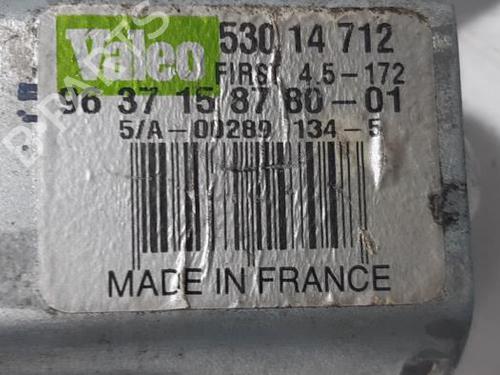 Valeo 530 14 712
FIRST 4.5-172
96 37 15 87 80-01
5/A-00289 134-5
MADE IN FRANCE
B-PARTS